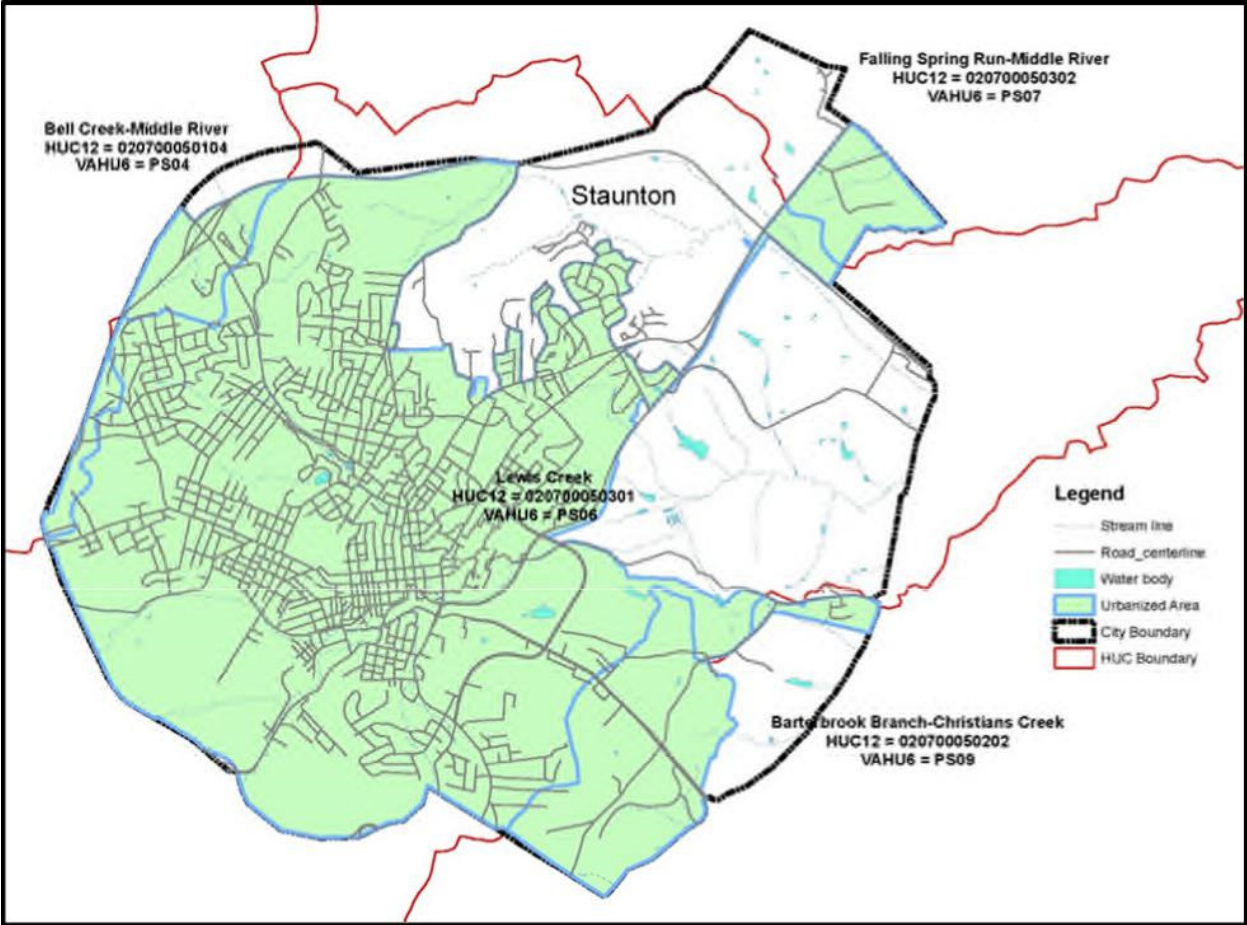 Falling Spring Run-Middle River
HUC12 = 020700050302
VAHU6 = PS07
Bell Creek-Middle River
HUC12 = 020700050104
VAHU6 = PS04
Staunton
Lewis Creek
HUC12 = 020700050301
VAHU6 = PS06
Legend
Stream line
Road_centerline
Water body
Urbanized Area
City Boundary
HUC Boundary
Barterbrook Branch-Christians Creek
HUC12 = 020700050202
VAHU6 = PS09